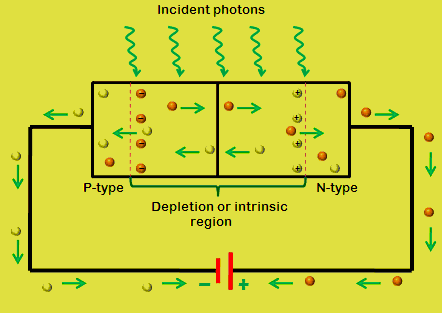 Incident photons
P-type
N-type
Depletion or intrinsic
region
− +